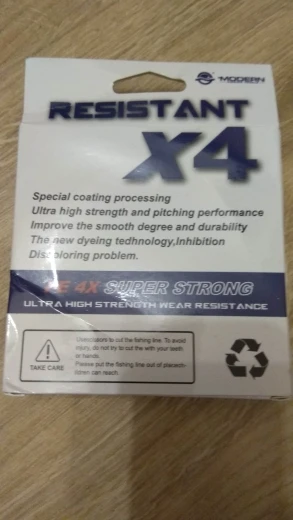 MODERN
RESISTANT
X4
Special coating processing
Ultra high strength and pitching performance
Improve the smooth degree and durability
The new dyeing tedhnology,Inhibition
Discoloring problem.
4X SUPER STRONG
ULTRA HIGH STRENGTH WEAR RESISTANCE
TAKE CARE
to cut the fishing line. To avoid
injury, do not try to cut the with your teeth
or hands.
Please put the fishing line out of place
can reach.